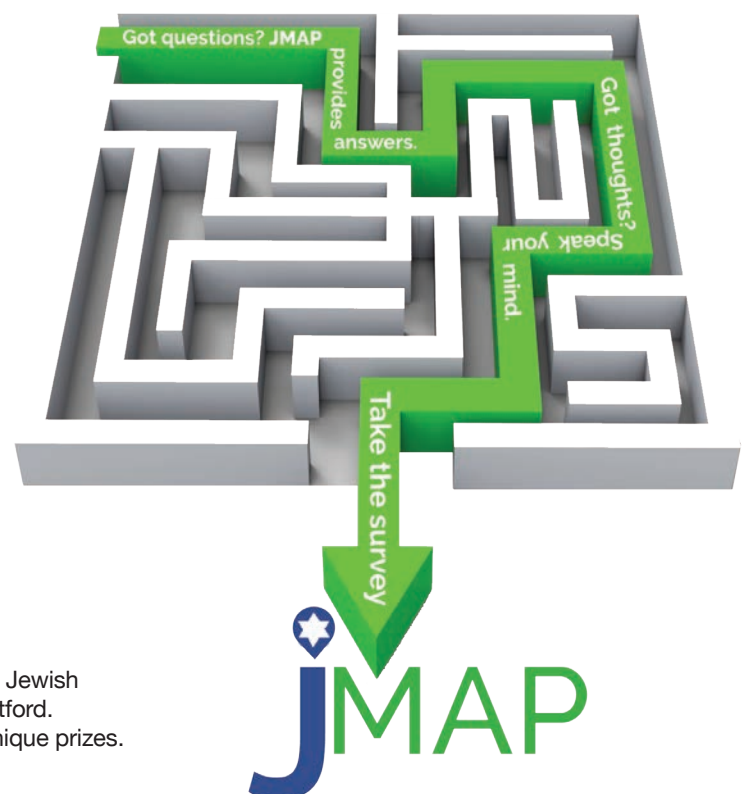 Got questions? JMAP
provides
answers.
Got thoughts?
Speak your
mind.
Take the survey
jMAP
Jewish
tford.
nique prizes.